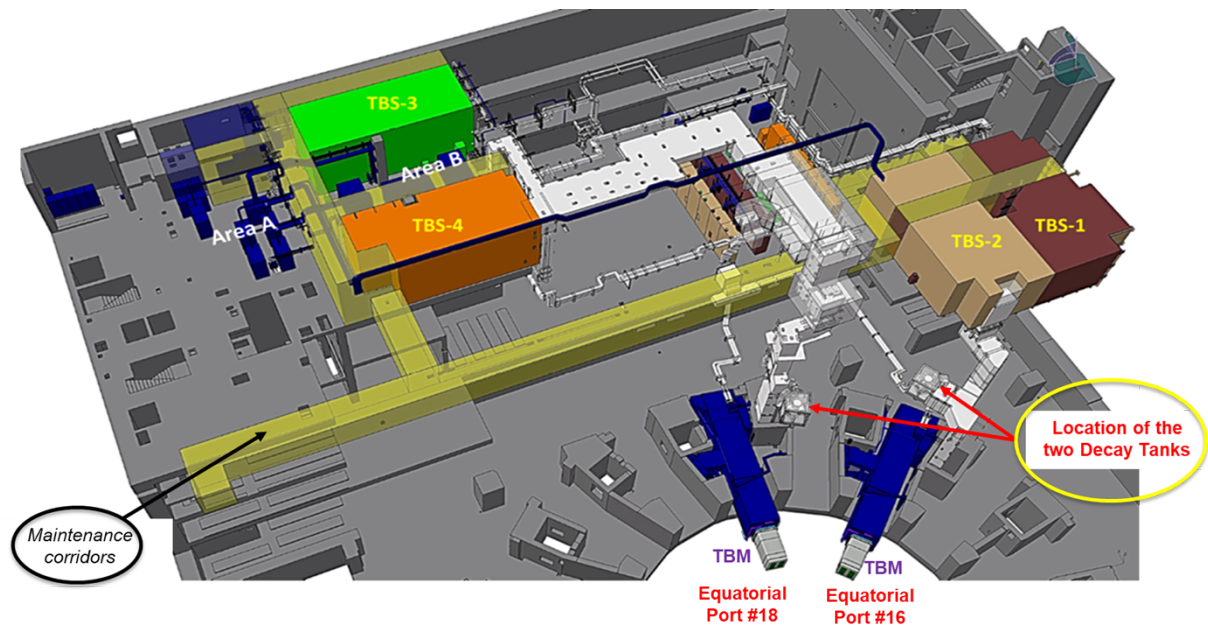 TBS-3
Area B
Area A
TBS-4
TBS-1
TBS-2
Location of the
two Decay Tanks
Maintenance
corridors
TBM
TBM
Equatorial
Port #18
Equatorial
Port #16